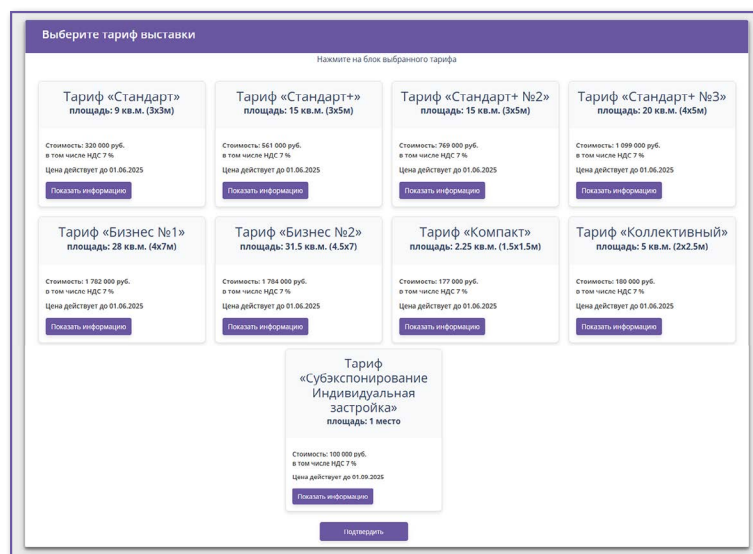 Выберите тариф выставки
Нажмите на блок выбранного тарифа
Тариф «Стандарт»
площадь: 9 кв.м. (3x3м)
Стоимость: 320 000 руб.
в том числе НДС 7 %
Цена действует до 01.06.2025
Показать информацию
Тариф «Стандарт+»
площадь: 15 кв.м. (3x5м)
Стоимость: 561 000 руб.
в том числе НДС 7 %
Цена действует до 01.06.2025
Показать информацию
Тариф «Стандарт+ №2»
площадь: 15 кв.м. (3x5м)
Стоимость: 769 000 руб.
в том числе НДС 7 %
Цена действует до 01.06.2025
Показать информацию
Тариф «Стандарт+ №3»
площадь: 20 кв.м. (4x5м)
Стоимость: 1 099 000 руб.
в том числе НДС 7 %
Цена действует до 01.06.2025
Показать информацию
Тариф «Бизнес №1»
площадь: 28 кв.м. (4x7м)
Стоимость: 1 782 000 руб.
в том числе НДС 7 %
Цена действует до 01.06.2025
Показать информацию
Тариф «Бизнес №2»
площадь: 31.5 кв.м. (4.5x7)
Стоимость: 1 784 000 руб.
в том числе НДС 7 %
Цена действует до 01.06.2025
Показать информацию
Тариф «Компакт»
площадь: 2.25 кв.м. (1.5x1.5м)
Стоимость: 177 000 руб.
в том числе НДС 7 %
Цена действует до 01.06.2025
Показать информацию
Тариф «Коллективный»
площадь: 5 кв.м. (2x2.5м)
Стоимость: 180 000 руб.
в том числе НДС 7 %
Цена действует до 01.06.2025
Показать информацию
Тариф
«Субэкспонирование
Индивидуальная
застройка»
площадь: 1 место
Стоимость: 100 000 руб.
в том числе НДС 7 %
Цена действует до 01.09.2025
Показать информацию
Подтвердить